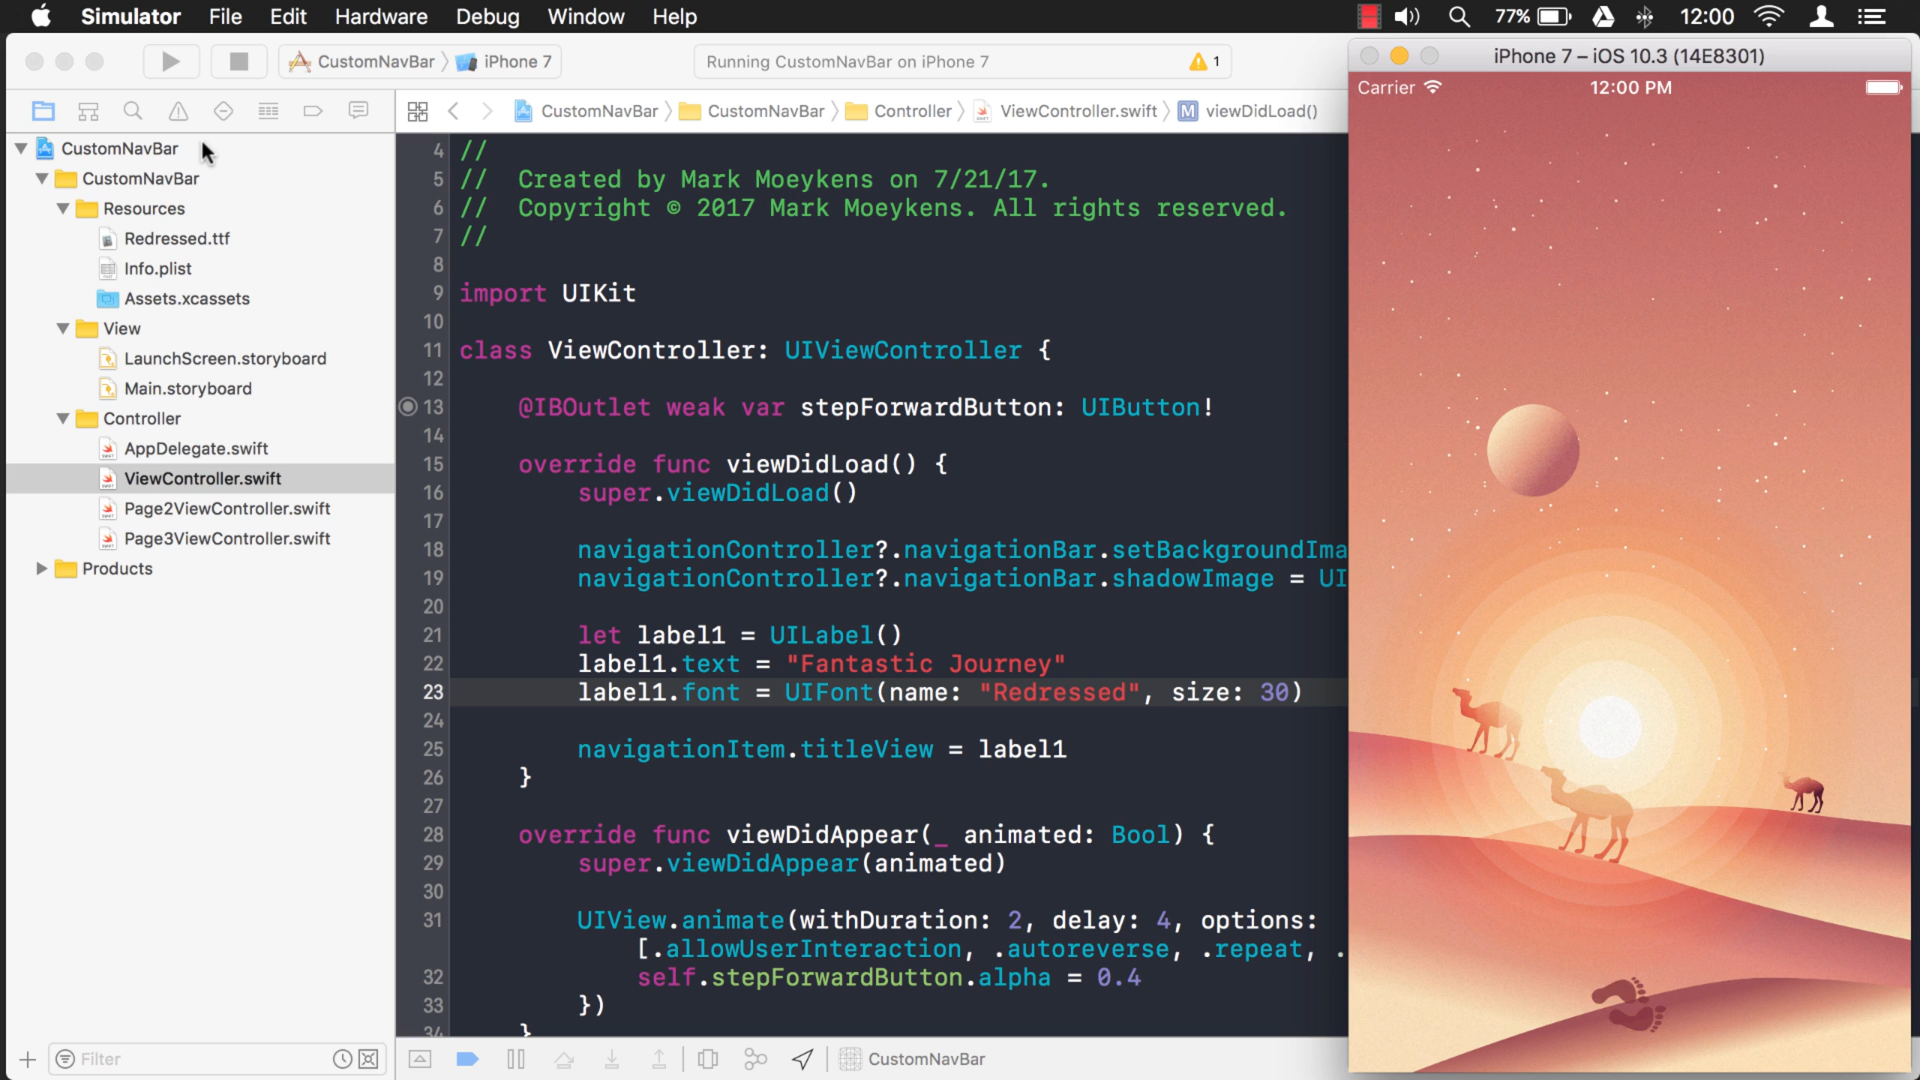 Simulator File Edit Hardware Debug Window Help 77% 12:00
CustomNavBar iPhone 7 Running CustomNavBar on iPhone 7 1
iPhone 7 – iOS 10.3 (14E8301)
Carrier 12:00 PM
CustomNavBar CustomNavBar Controller ViewController.swift M viewDidLoad()
CustomNavBar
CustomNavBar
Resources
Redressed.ttf
Info.plist
Assets.xcassets
View
LaunchScreen.storyboard
Main.storyboard
Controller
AppDelegate.swift
ViewController.swift
Page2ViewController.swift
Page3ViewController.swift
Products
4 //
5 // Created by Mark Moeykens on 7/21/17.
6 // Copyright © 2017 Mark Moeykens. All rights reserved.
7 //
8
9 import UIKit
10
11 class ViewController: UIViewController {
12
13 @IBOutlet weak var stepForwardButton: UIButton!
14
15 override func viewDidLoad() {
16 super.viewDidLoad()
17
18 navigationController?.navigationBar.setBackgroundIma
19 navigationController?.navigationBar.shadowImage = UI
20
21 let label1 = UILabel()
22 label1.text = "Fantastic Journey"
23 label1.font = UIFont(name: "Redressed", size: 30)
24
25 navigationItem.titleView = label1
26 }
27
28 override func viewDidAppear(_ animated: Bool) {
29 super.viewDidAppear(animated)
30
31 UIView.animate(withDuration: 2, delay: 4, options:
[.allowUserInteraction, .autoreverse, .repeat, .
32 self.stepForwardButton.alpha = 0.4
33 })
34 }
Filter
CustomNavBar